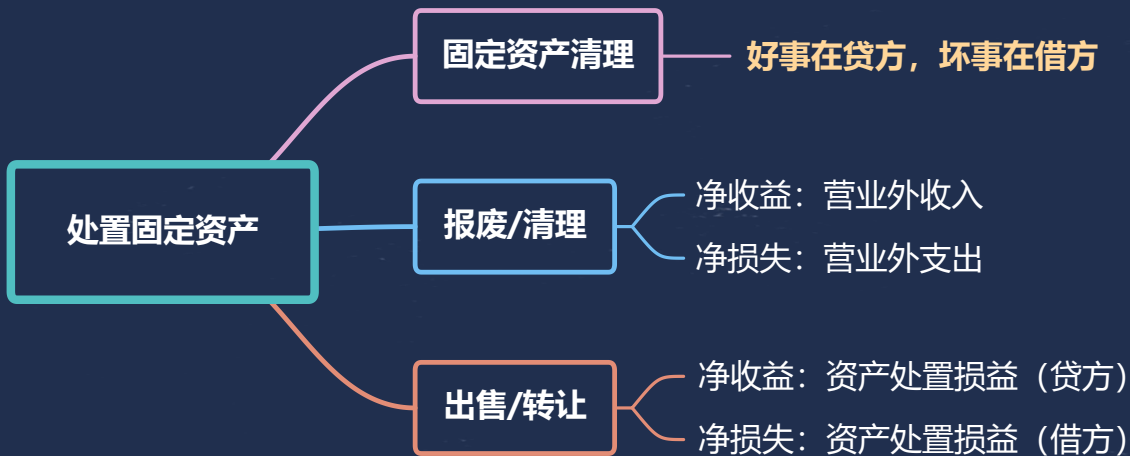 处置固定资产
固定资产清理
好事在贷方，坏事在借方
报废/清理
净收益：营业外收入
净损失：营业外支出
出售/转让
净收益：资产处置损益（贷方）
净损失：资产处置损益（借方）